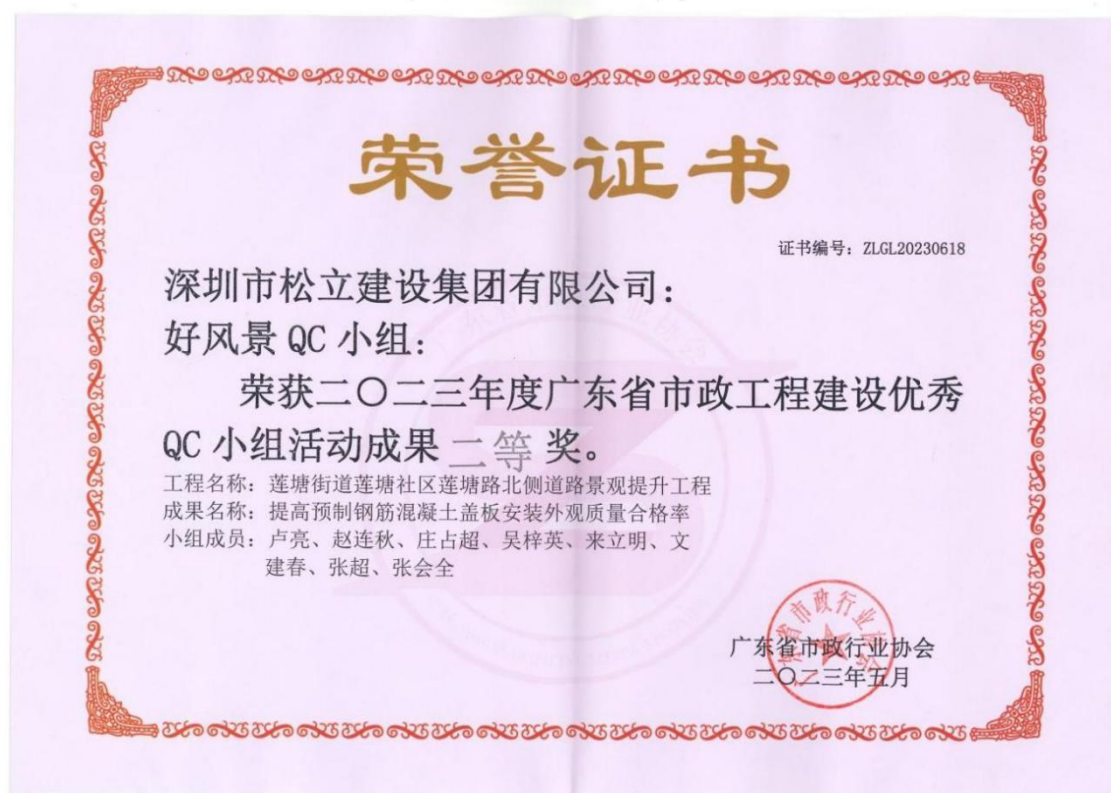 荣誉证书
证书编号：ZLGL20230618
深圳市松立建设集团有限公司：
好风景 QC 小组：
荣获二〇二三年度广东省市政工程建设优秀
QC 小组活动成果 二等 奖。
工程名称：莲塘街道莲塘社区莲塘路北侧道路景观提升工程
成果名称：提高预制钢筋混凝土盖板安装外观质量合格率
小组成员：卢亮、赵连秋、庄占超、吴梓英、来立明、文
建春、张超、张会全
广东省市政行业协会
二〇二三年五月